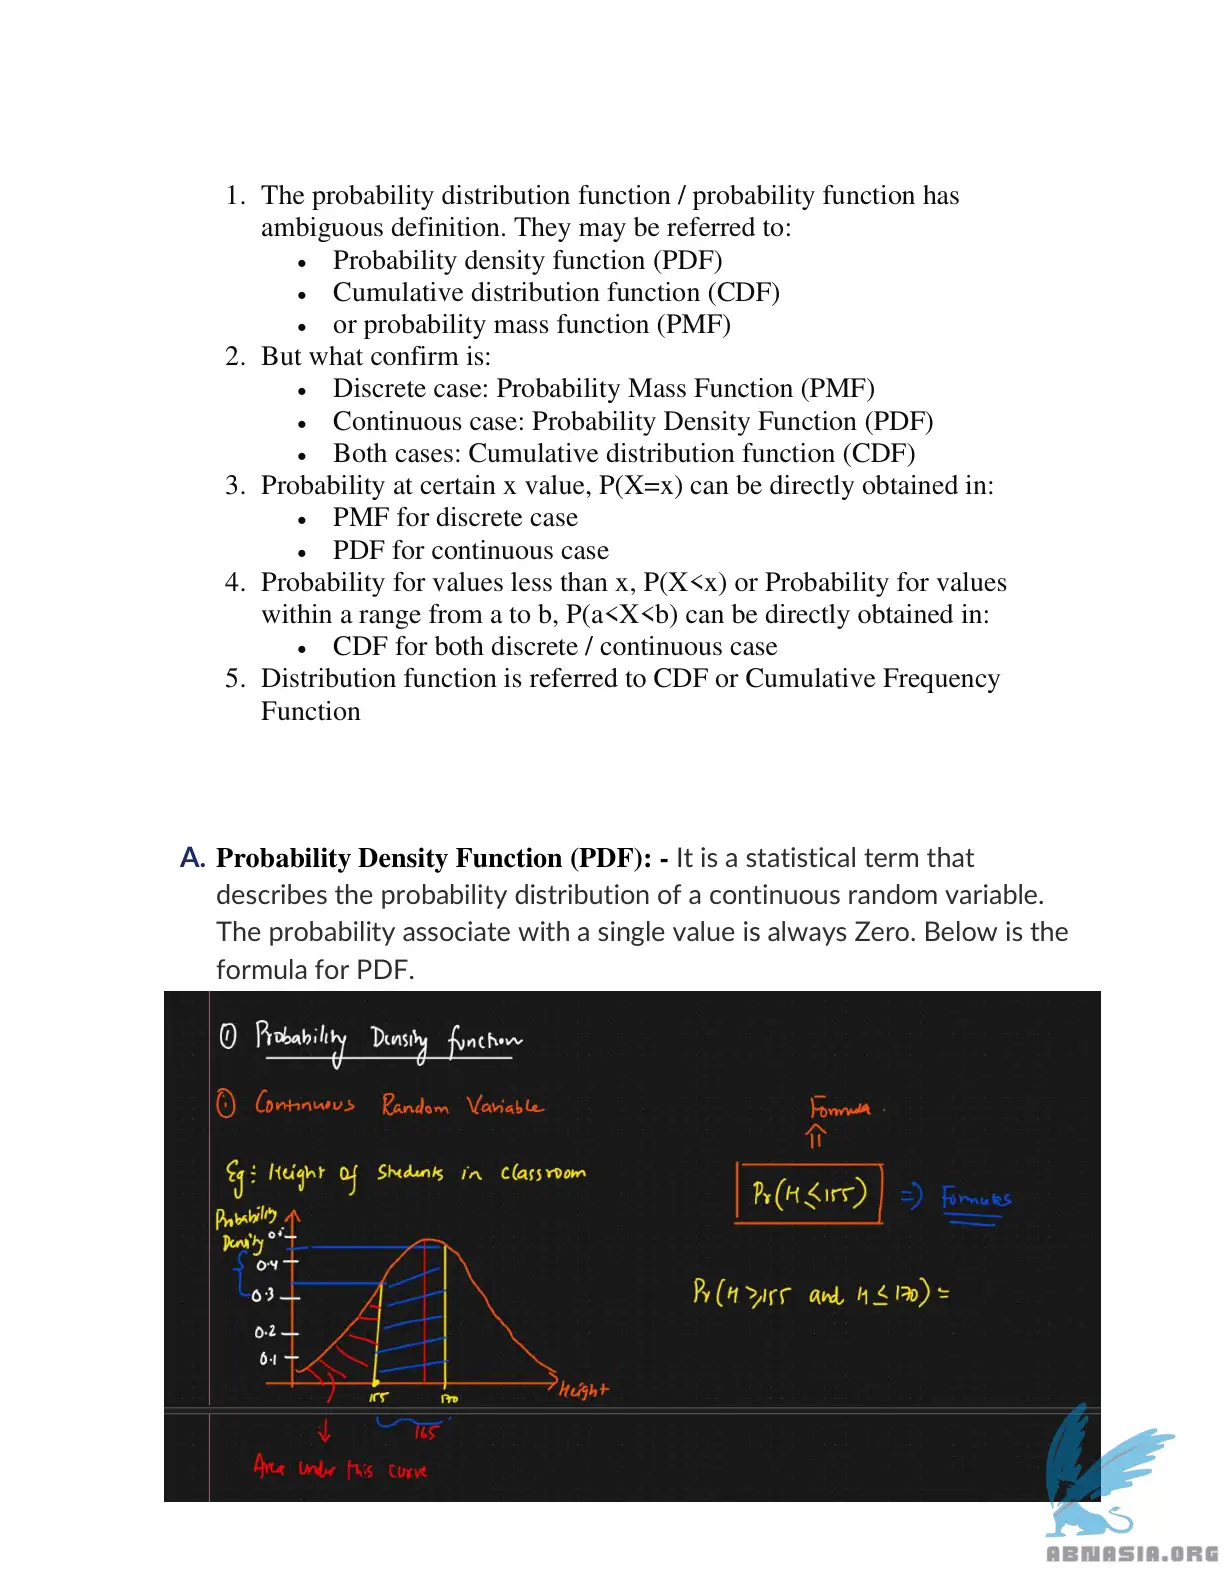 1. The probability distribution function / probability function has
ambiguous definition. They may be referred to:
• Probability density function (PDF)
• Cumulative distribution function (CDF)
• or probability mass function (PMF)
2. But what confirm is:
• Discrete case: Probability Mass Function (PMF)
• Continuous case: Probability Density Function (PDF)
• Both cases: Cumulative distribution function (CDF)
3. Probability at certain x value, P(X=x) can be directly obtained in:
• PMF for discrete case
• PDF for continuous case
4. Probability for values less than x, P(X<x) or Probability for values
within a range from a to b, P(a<X<b) can be directly obtained in:
• CDF for both discrete / continuous case
5. Distribution function is referred to CDF or Cumulative Frequency
Function
A. Probability Density Function (PDF): - It is a statistical term that
describes the probability distribution of a continuous random variable.
The probability associate with a single value is always Zero. Below is the
formula for PDF.
① Probability Density function
① Continuous Random Variable
Formula
Eg: Height of Students in classroom
Pr(H ≤ 155) => Formulas
Probability
Density
0.4
0.3
0.2
0.1
Pr(H ≥ 155 and H ≤ 170) =
155 170
Height
165
Area under this curve
ABNASIA.ORG